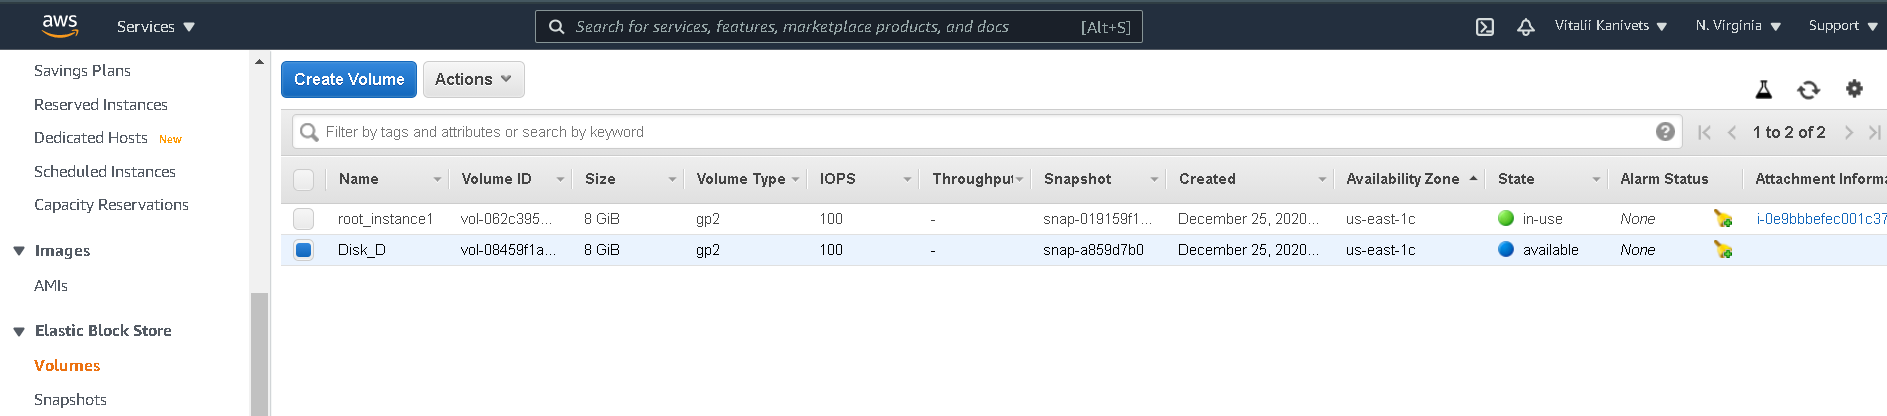 aws Services Search for services, features, marketplace products, and docs [Alt+S] Vitalii Kanivets N. Virginia Support
Savings Plans
Reserved Instances
Dedicated Hosts New
Scheduled Instances
Capacity Reservations
Images
AMIs
Elastic Block Store
Volumes
Snapshots
Create Volume Actions
Filter by tags and attributes or search by keyword ? 1 to 2 of 2
Name Volume ID Size Volume Type IOPS Throughput Snapshot Created Availability Zone State Alarm Status Attachment Informa
root_instance1 vol-062c395... 8 GiB gp2 100 - snap-019159f1... December 25, 2020... us-east-1c in-use None i-0e9bbbefec001c37
Disk_D vol-08459f1a... 8 GiB gp2 100 - snap-a859d7b0 December 25, 2020... us-east-1c available None